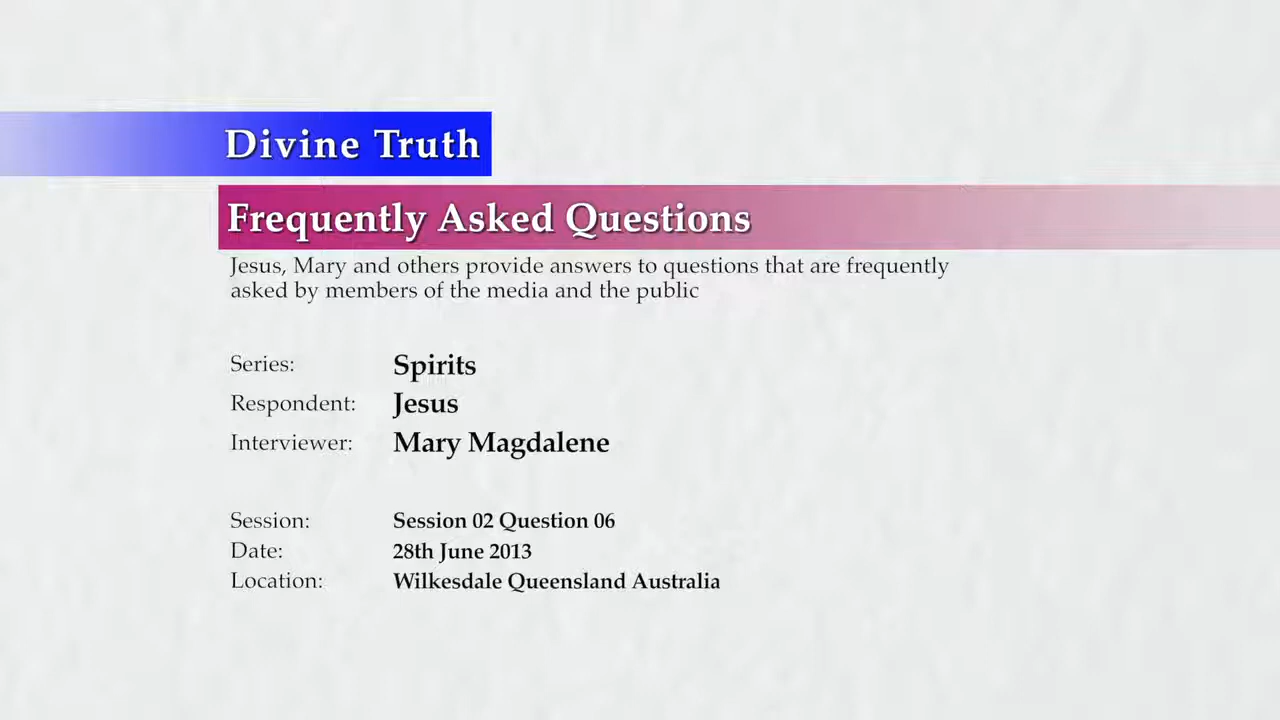 Divine Truth
Frequently Asked Questions
Jesus, Mary and others provide answers to questions that are frequently
asked by members of the media and the public
Series: Spirits
Respondent: Jesus
Interviewer: Mary Magdalene
Session: Session 02 Question 06
Date: 28th June 2013
Location: Wilkesdale Queensland Australia